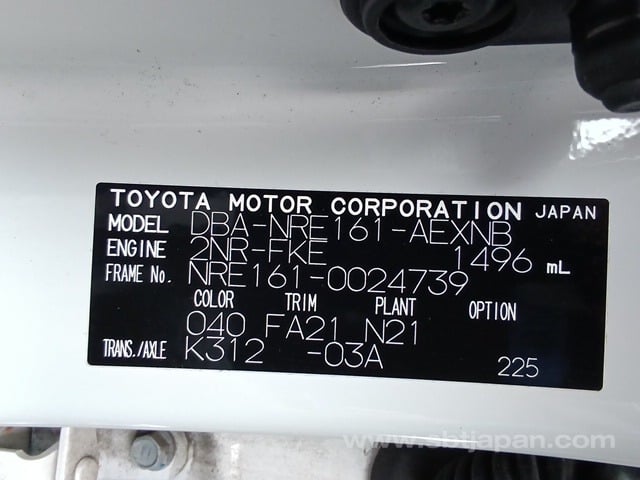 TOYOTA MOTOR CORPORATION JAPAN
MODEL DBA-NRE161-AEXNB
ENGINE 2NR-FKE 1496 mL
FRAME No. NRE161-0024739
COLOR TRIM PLANT OPTION
040 FA21 N21
TRANS./AXLE K312 -03A 225
www.sbtjapan.com